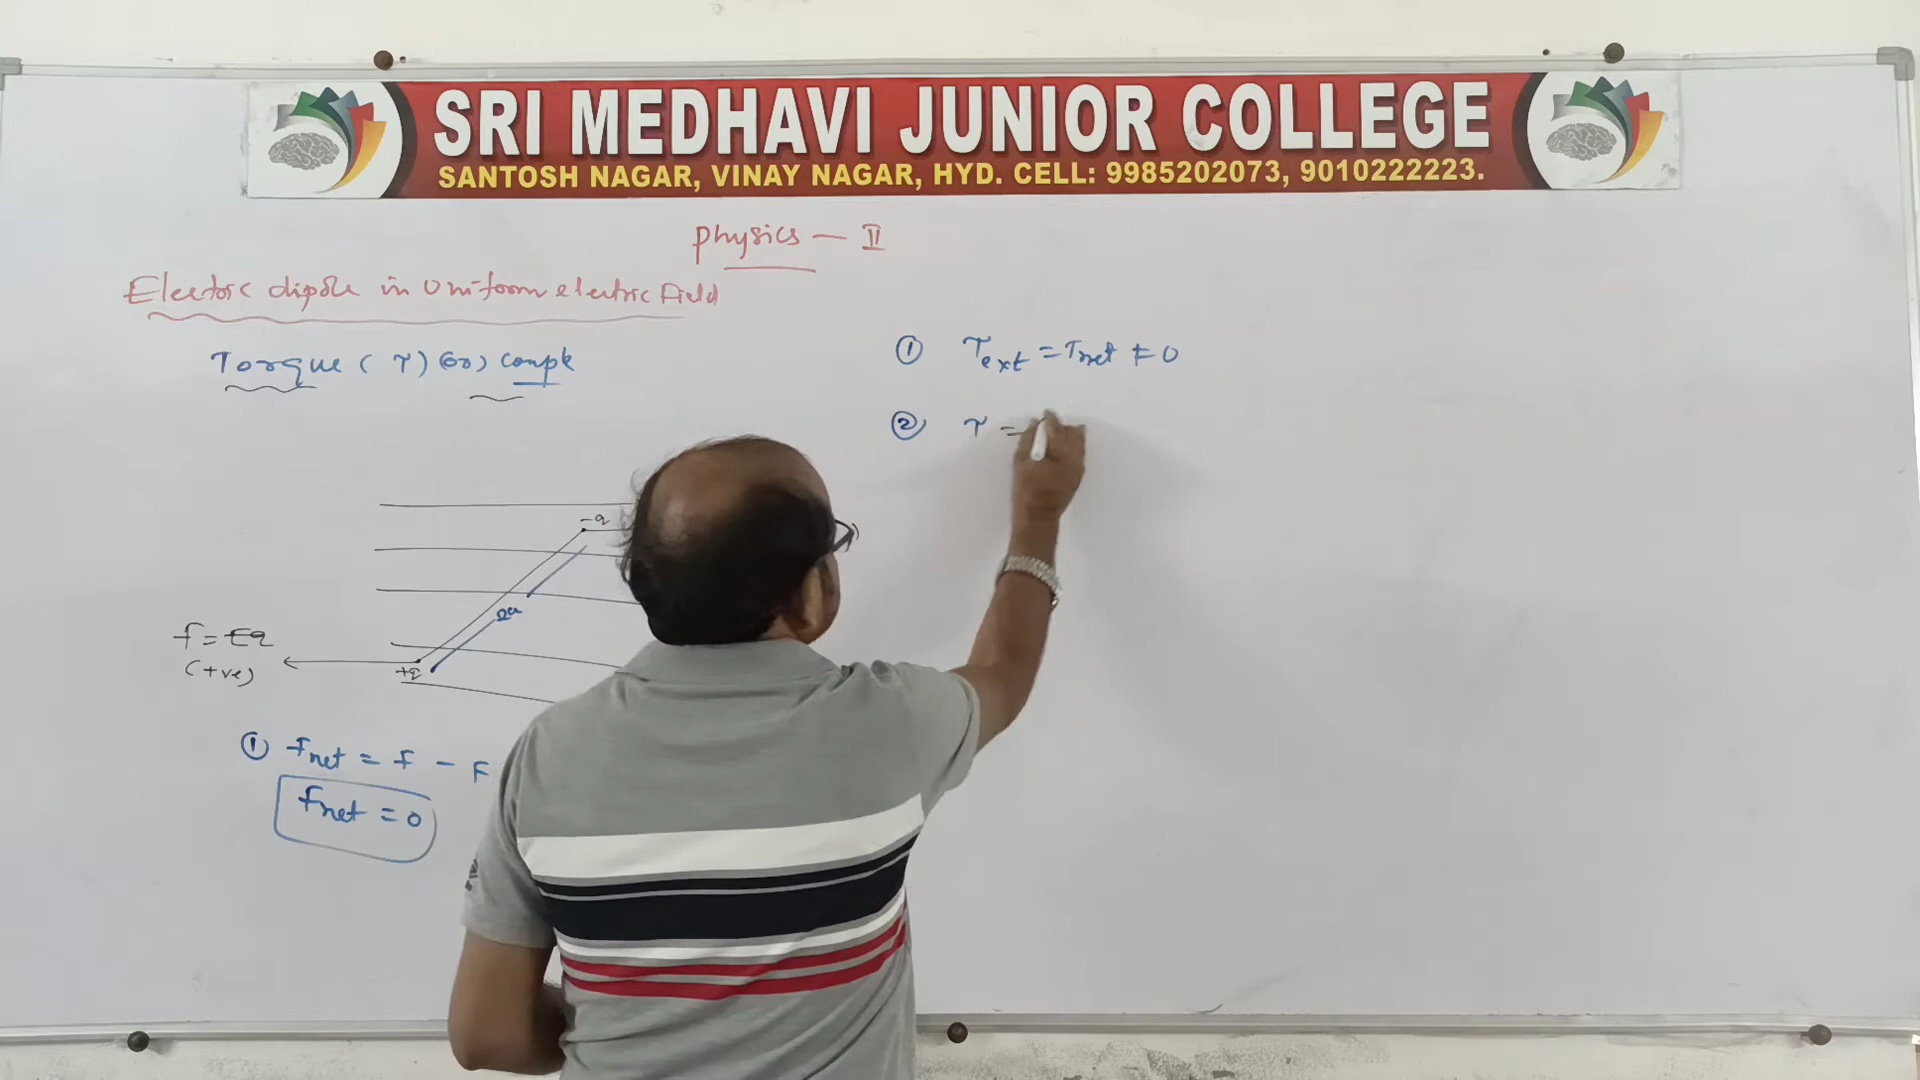 SRI MEDHAVI JUNIOR COLLEGE
SANTOSH NAGAR, VINAY NAGAR, HYD. CELL: 9985202073, 9010222223.
Physics — II
Electric dipole in Uniform electric Field
Torque (τ) (or) couple
① τext = τnet ≠ 0
② τ =
-q
2a
f = Eq
(+ve)
+q
① fnet = f - F
fnet = 0